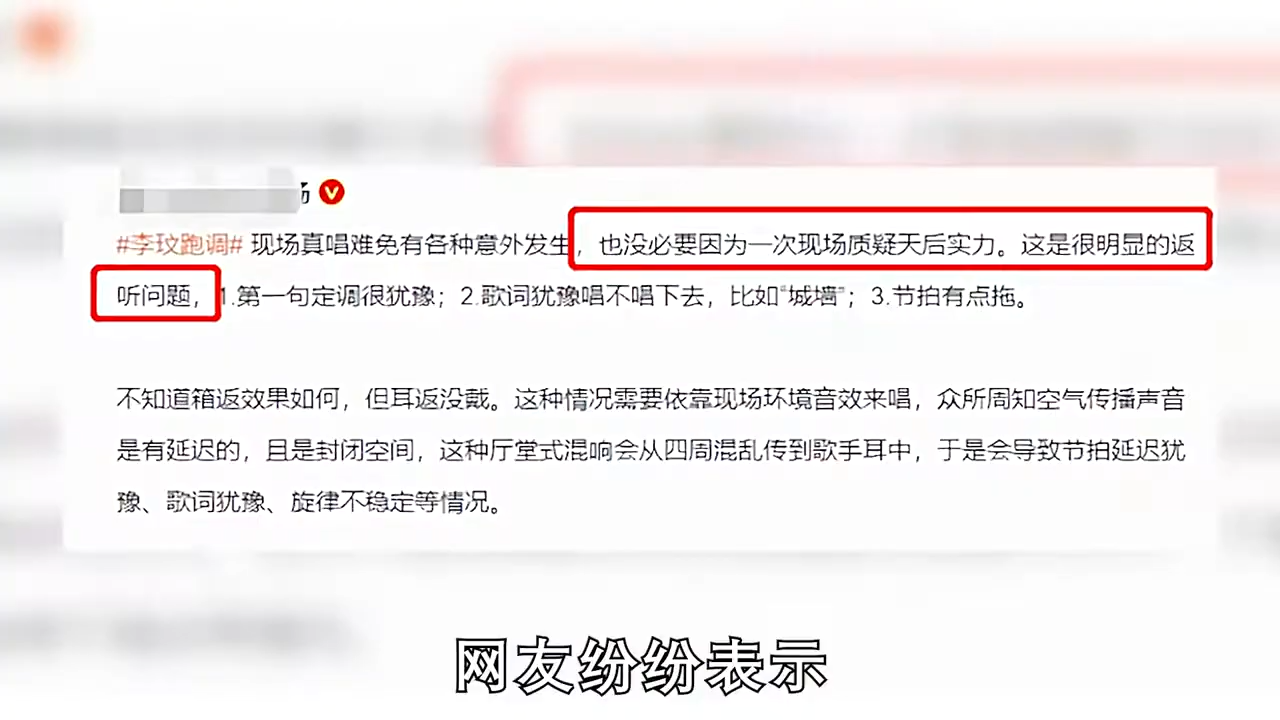 #李玟跑调# 现场真唱难免有各种意外发生，也没必要因为一次现场质疑天后实力。这是很明显的返
听问题，1.第一句定调很犹豫；2.歌词犹豫唱不唱下去，比如“城墙”；3.节拍有点拖。
不知道箱返效果如何，但耳返没戴。这种情况需要依靠现场环境音效来唱，众所周知空气传播声音
是有延迟的，且是封闭空间，这种厅堂式混响会从四周混乱传到歌手耳中，于是会导致节拍延迟犹
豫、歌词犹豫、旋律不稳定等情况。
网友纷纷表示